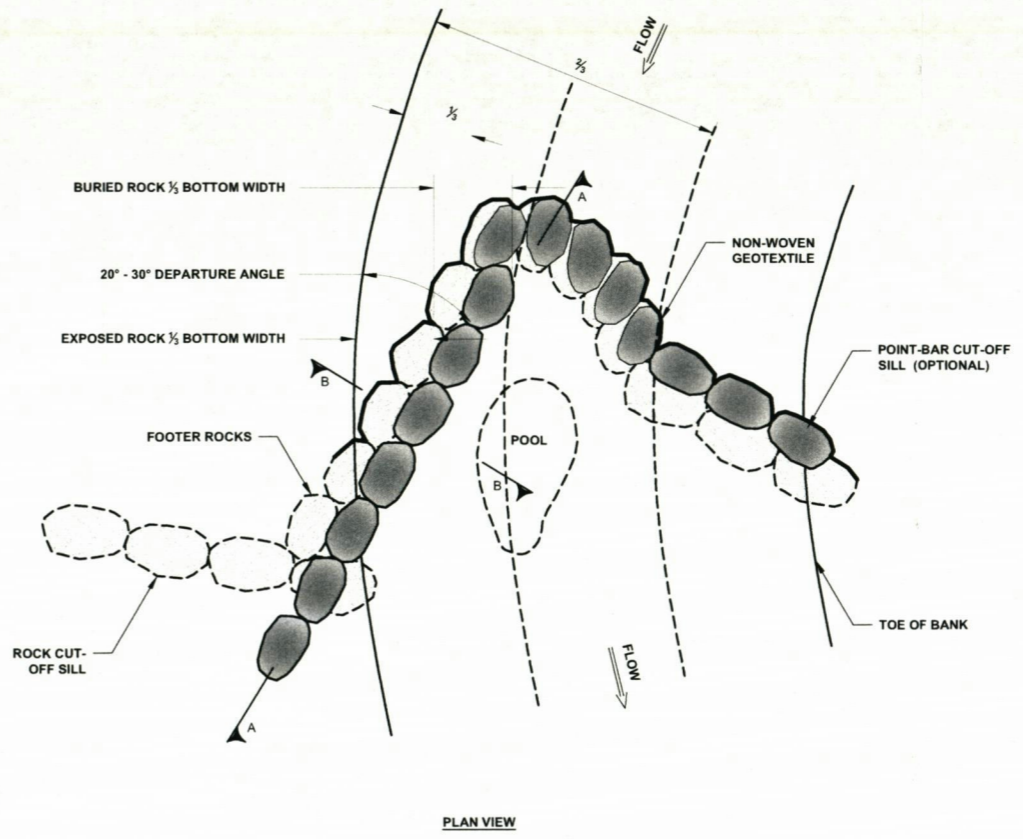 FLOW
⅔
⅓
BURIED ROCK ⅓ BOTTOM WIDTH
A
20° - 30° DEPARTURE ANGLE
NON-WOVEN
GEOTEXTILE
EXPOSED ROCK ⅓ BOTTOM WIDTH
POINT-BAR CUT-OFF
SILL (OPTIONAL)
B
FOOTER ROCKS
POOL
B
ROCK CUT-
OFF SILL
TOE OF BANK
FLOW
A
PLAN VIEW